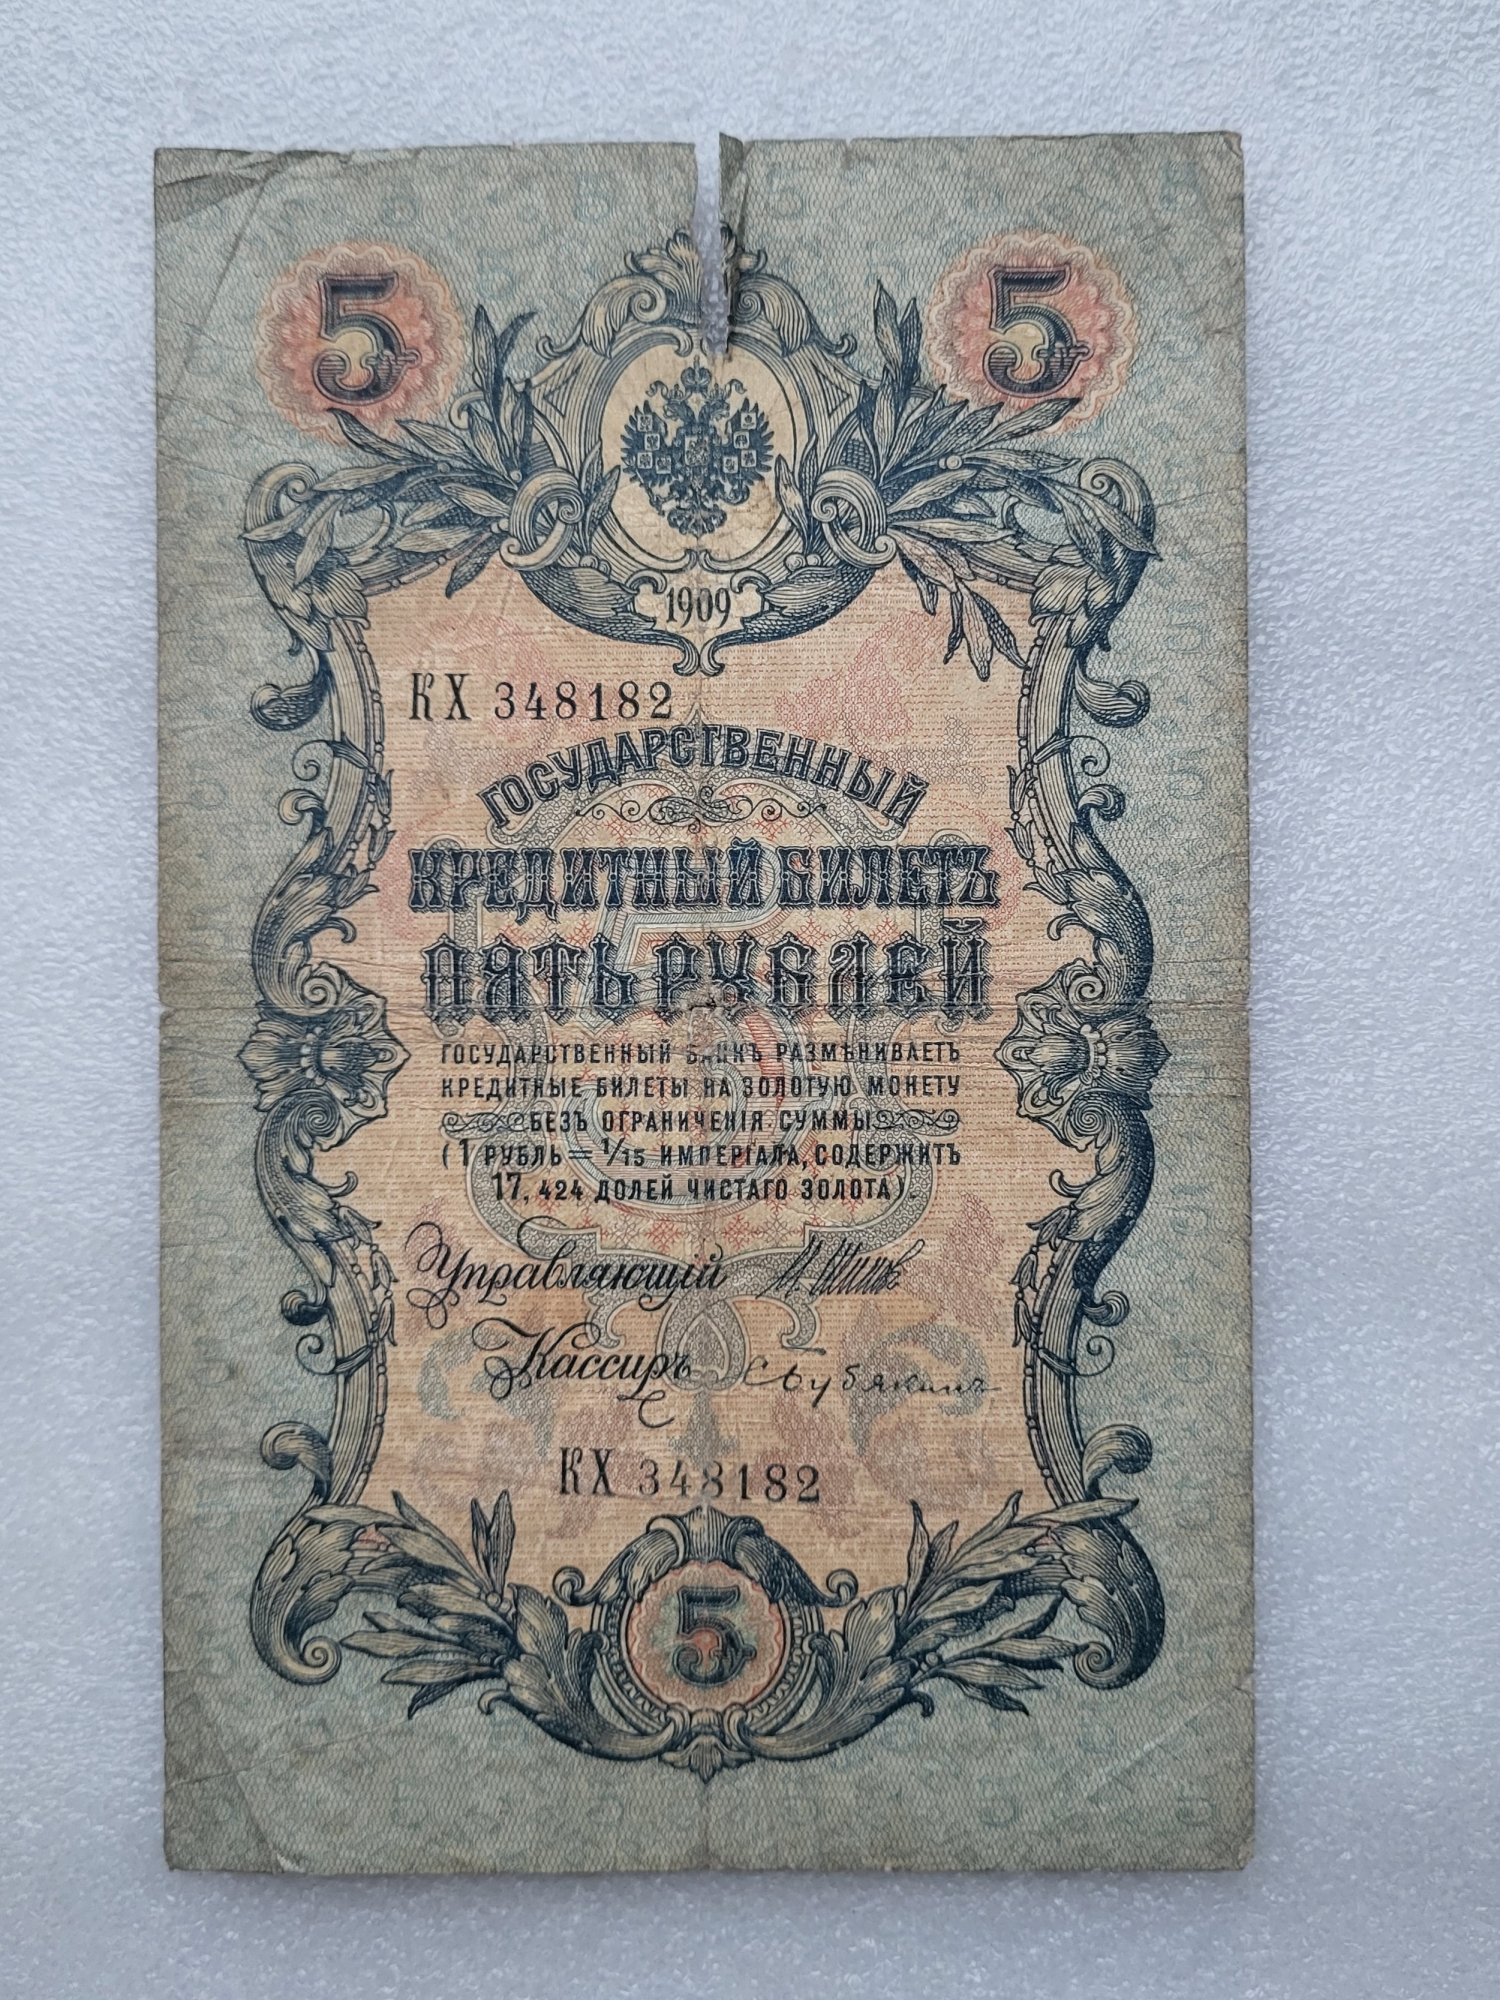 5 5
1909
КХ 348182
ГОСУДАРСТВЕННЫЙ
КРЕДИТНЫЙ БИЛЕТЪ
ПЯТЬ РУБЛЕЙ
ГОСУДАРСТВЕННЫЙ БАНКЪ РАЗМѢНИВАЕТЪ
КРЕДИТНЫЕ БИЛЕТЫ НА ЗОЛОТУЮ МОНЕТУ
БЕЗЪ ОГРАНИЧЕНІЯ СУММЫ
(1 РУБЛЬ = 1/15 ИМПЕРІАЛА, СОДЕРЖИТЪ
17,424 ДОЛЕЙ ЧИСТАГО ЗОЛОТА).
Управляющій И. Шипов
Кассиръ
КХ 348182
5